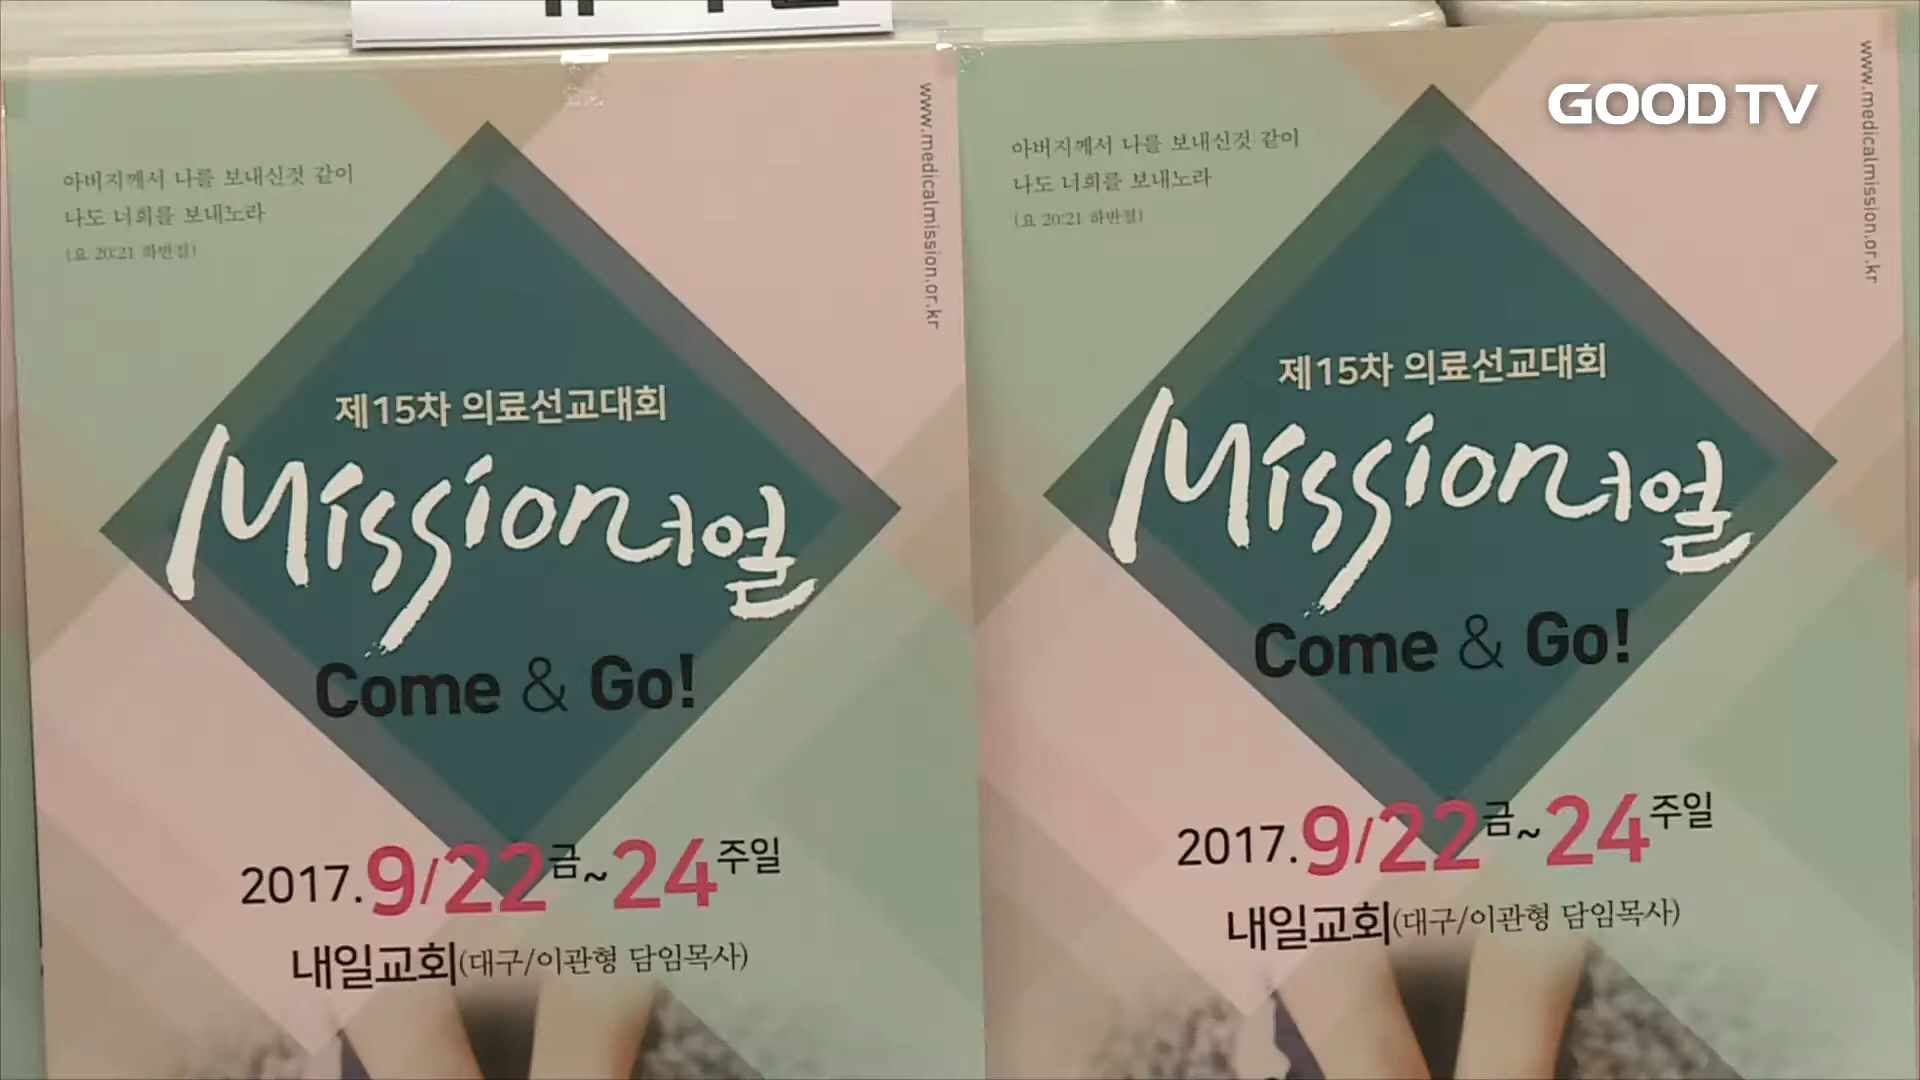 GOOD TV
아버지께서 나를 보내신것 같이
나도 너희를 보내노라
(요 20:21 하반절)
www.medicalmission.or.kr
제15차 의료선교대회
Mission너얼
Come & Go!
2017.9/22금~24주일
내일교회(대구/이관형 담임목사)
아버지께서 나를 보내신것 같이
나도 너희를 보내노라
(요 20:21 하반절)
www.medicalmission.or.kr
제15차 의료선교대회
Mission너얼
Come & Go!
2017.9/22금~24주일
내일교회(대구/이관형 담임목사)